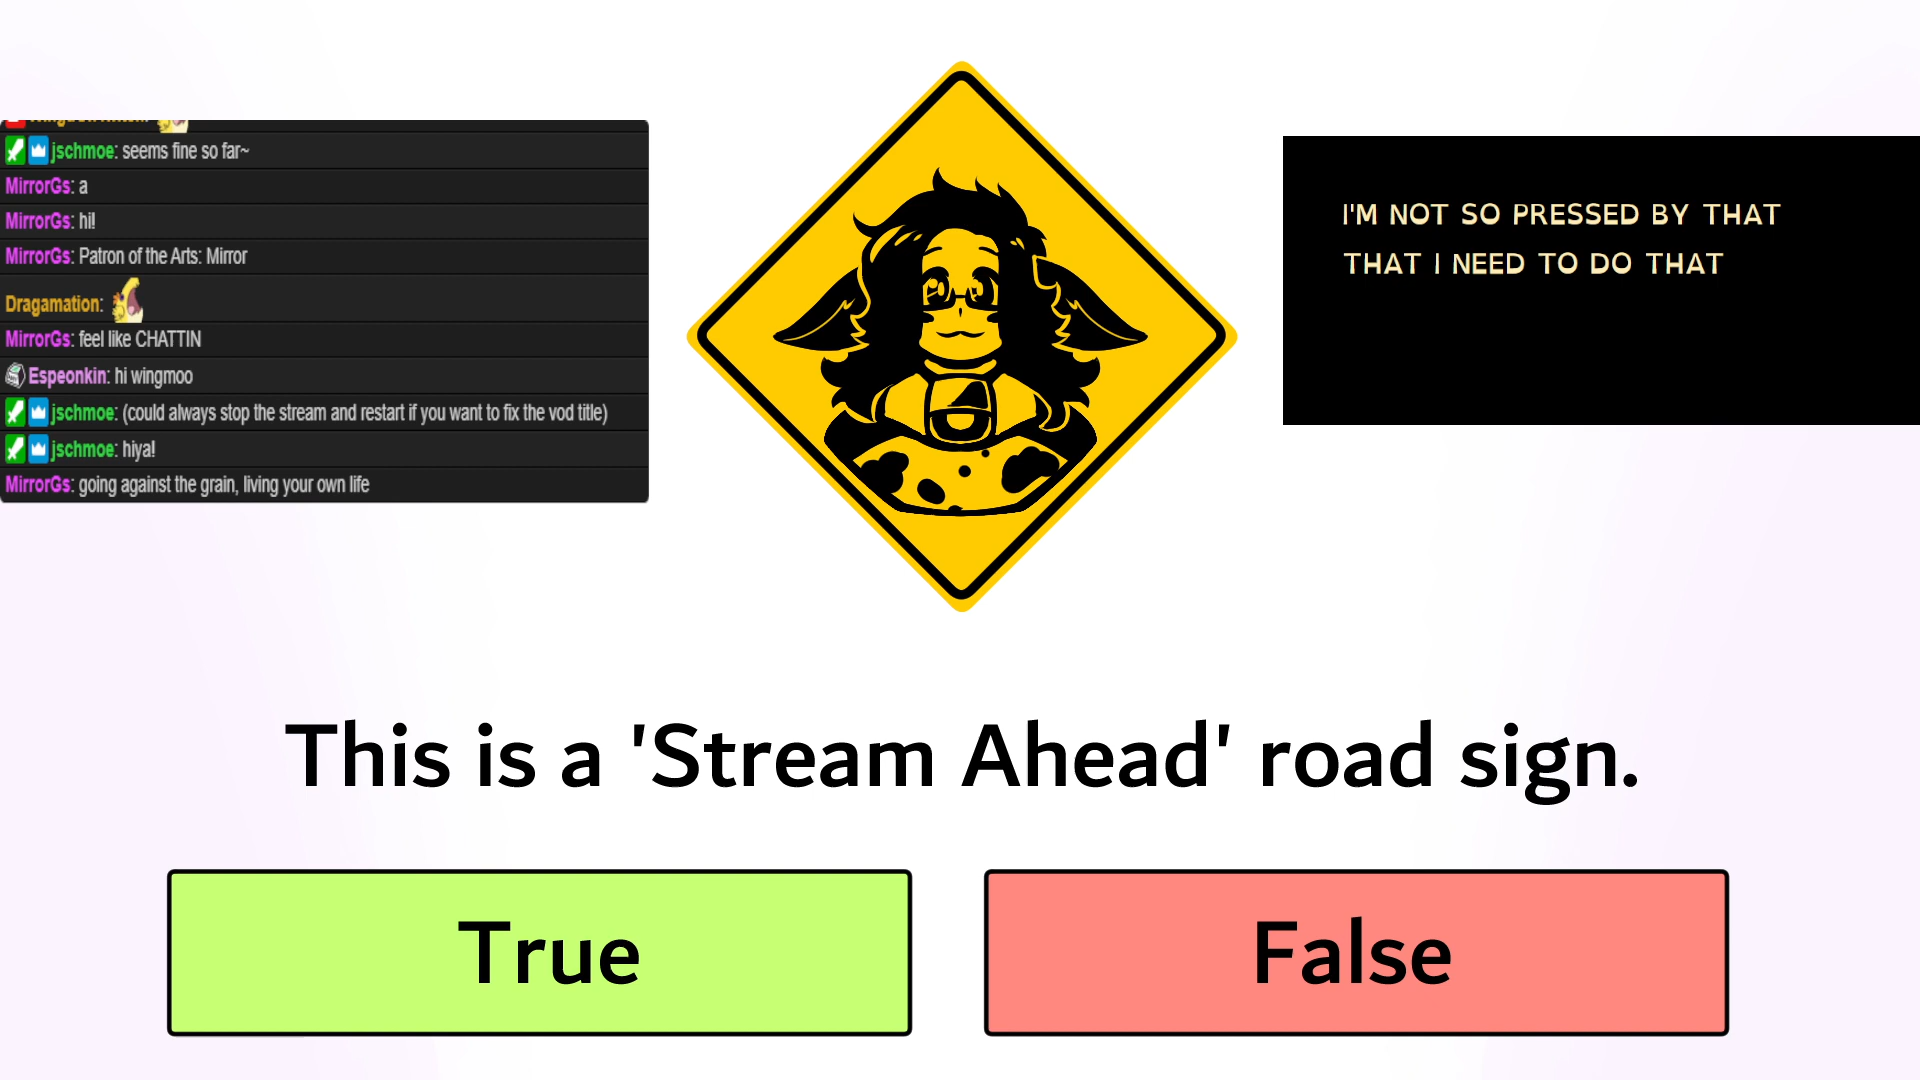 jschmoe: seems fine so far~
MirrorGs: a
MirrorGs: hi!
MirrorGs: Patron of the Arts: Mirror
Dragamation:
MirrorGs: feel like CHATTIN
Espeonkin: hi wingmoo
jschmoe: (could always stop the stream and restart if you want to fix the vod title)
jschmoe: hiya!
MirrorGs: going against the grain, living your own life
I'M NOT SO PRESSED BY THAT
THAT I NEED TO DO THAT
This is a 'Stream Ahead' road sign.
True
False